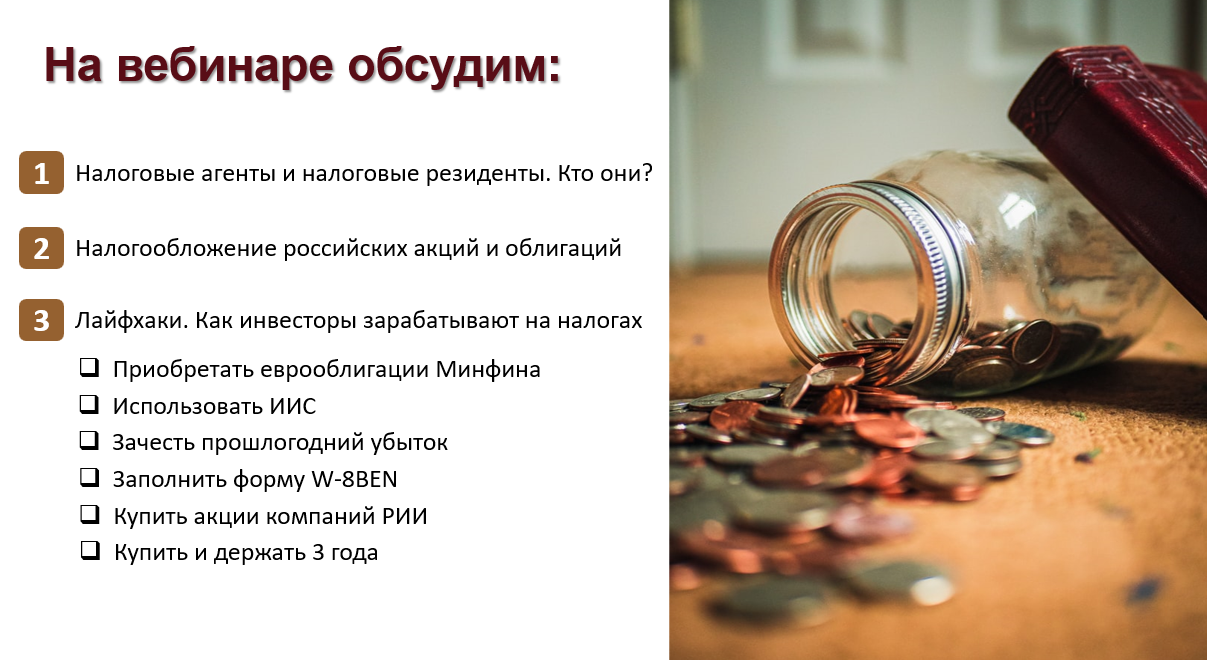 На вебинаре обсудим:
1 Налоговые агенты и налоговые резиденты. Кто они?
2 Налогообложение российских акций и облигаций
3 Лайфхаки. Как инвесторы зарабатывают на налогах
❑ Приобретать еврооблигации Минфина
❑ Использовать ИИС
❑ Зачесть прошлогодний убыток
❑ Заполнить форму W-8BEN
❑ Купить акции компаний РИИ
❑ Купить и держать 3 года